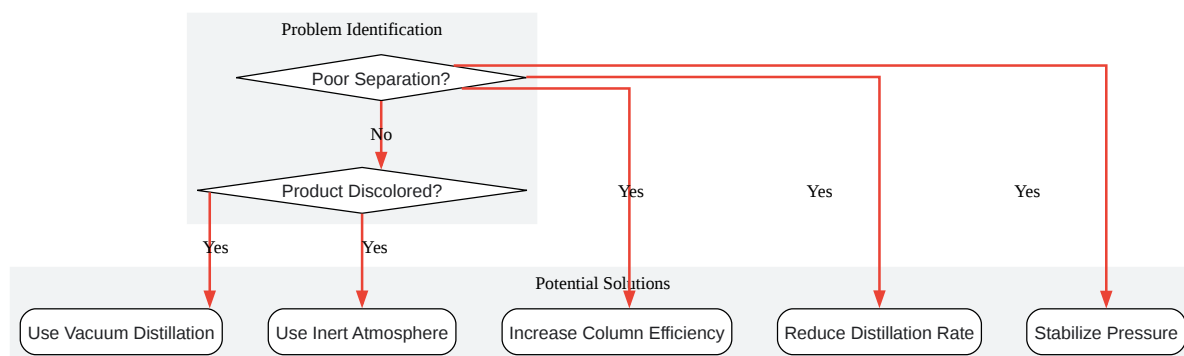 Problem Identification
Poor Separation?
No
Product Discolored?
Yes
Yes
Yes
Yes
Yes
Potential Solutions
Use Vacuum Distillation
Use Inert Atmosphere
Increase Column Efficiency
Reduce Distillation Rate
Stabilize Pressure